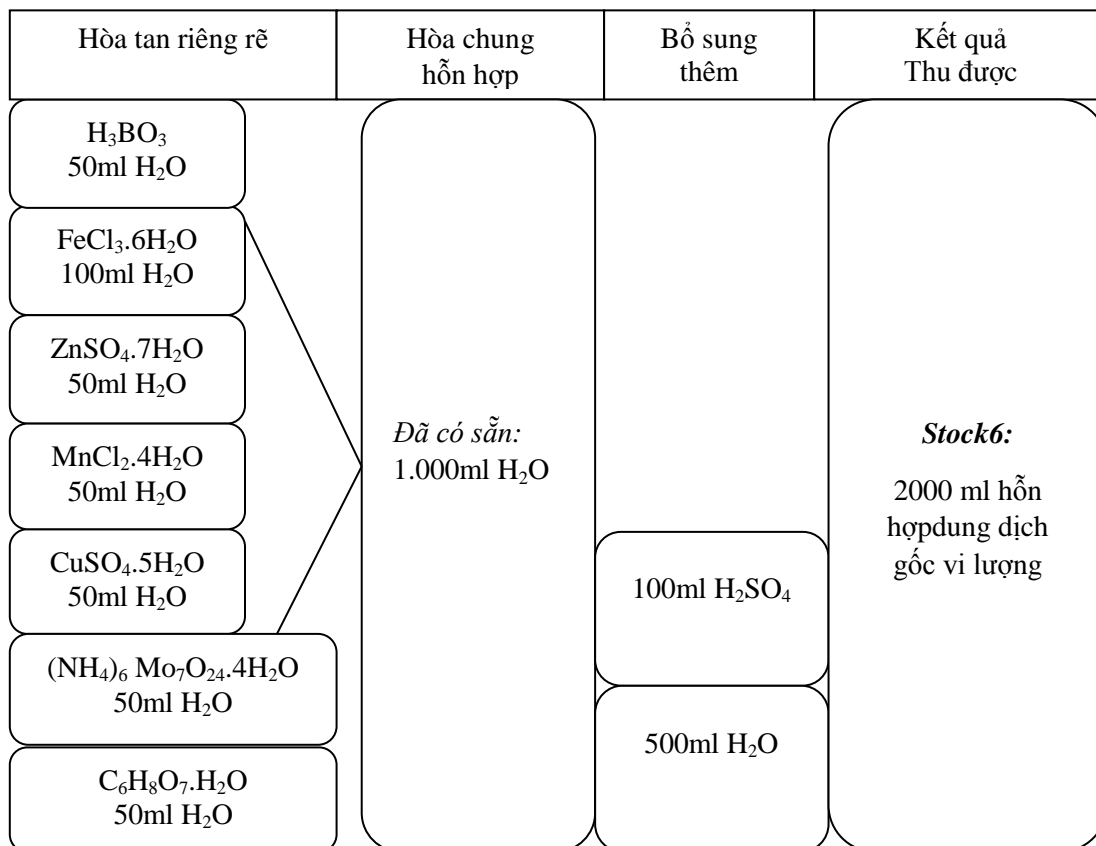 Hòa tan riêng rẽ
Hòa chung
hỗn hợp
Bổ sung
thêm
Kết quả
Thu được
H₃BO₃
50ml H₂O
FeCl₃.6H₂O
100ml H₂O
ZnSO₄.7H₂O
50ml H₂O
MnCl₂.4H₂O
50ml H₂O
CuSO₄.5H₂O
50ml H₂O
(NH₄)₆ Mo₇O₂₄.4H₂O
50ml H₂O
C₆H₈O₇.H₂O
50ml H₂O
Đã có sẵn:
1.000ml H₂O
100ml H₂SO₄
500ml H₂O
Stock6:
2000 ml hỗn
hợpdung dịch
gốc vi lượng